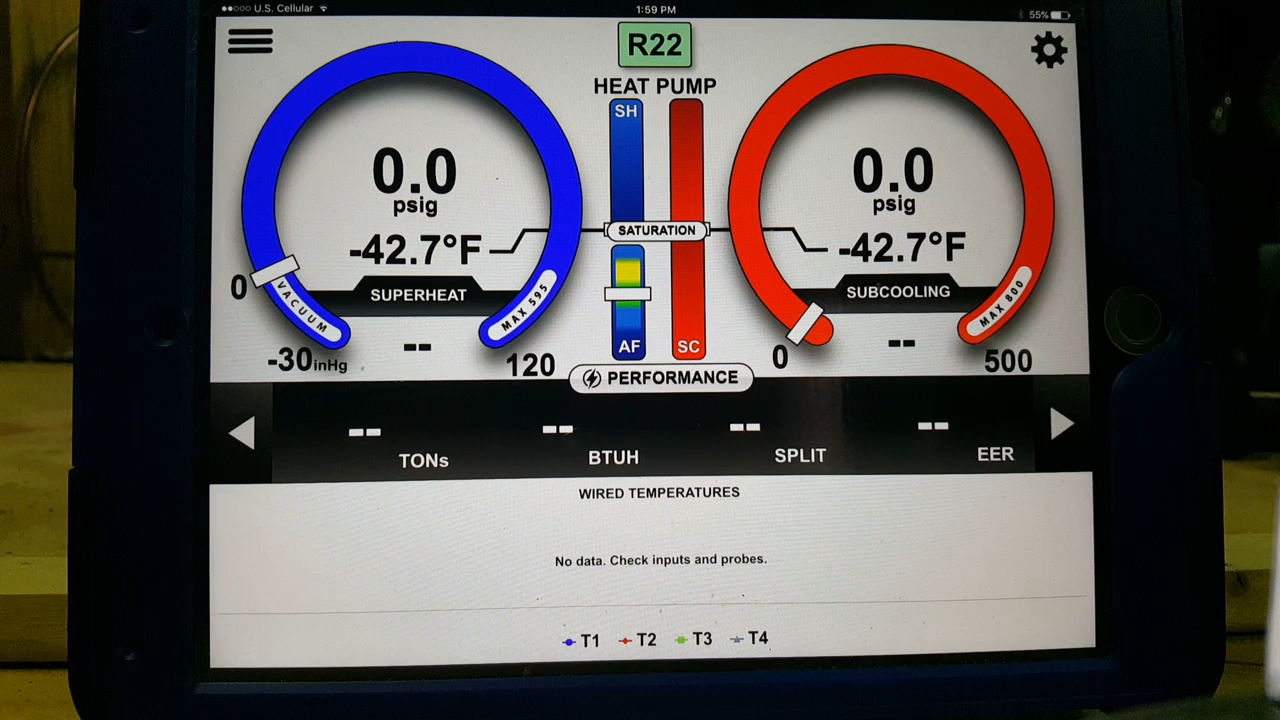 ●●○○○ U.S. Cellular
1:59 PM
55%
R22
HEAT PUMP
0.0
psig
-42.7°F
0
VACUUM
SUPERHEAT
--
-30inHg
MAX 595
120
SH
SATURATION
AF
SC
0.0
psig
-42.7°F
SUBCOOLING
--
0
MAX 800
500
PERFORMANCE
-- -- -- --
TONs BTUH SPLIT EER
WIRED TEMPERATURES
No data. Check inputs and probes.
T1 T2 T3 T4